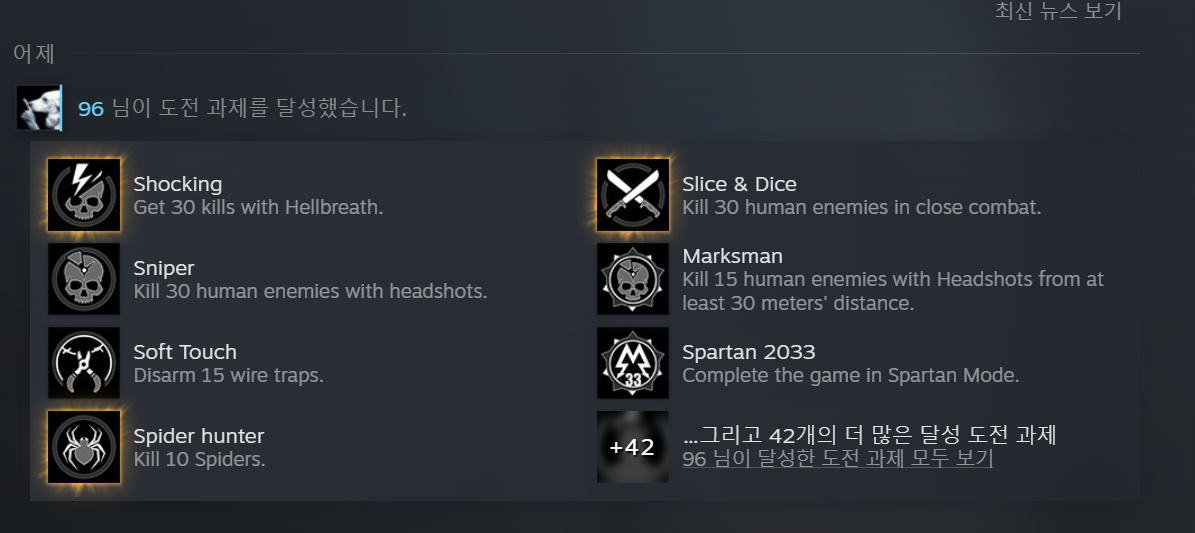 최신 뉴스 보기
어제
96 님이 도전 과제를 달성했습니다.
Shocking
Get 30 kills with Hellbreath.
Slice & Dice
Kill 30 human enemies in close combat.
Sniper
Kill 30 human enemies with headshots.
Marksman
Kill 15 human enemies with Headshots from at
least 30 meters' distance.
Soft Touch
Disarm 15 wire traps.
33
Spartan 2033
Complete the game in Spartan Mode.
Spider hunter
Kill 10 Spiders.
+42
...그리고 42개의 더 많은 달성 도전 과제
96 님이 달성한 도전 과제 모두 보기